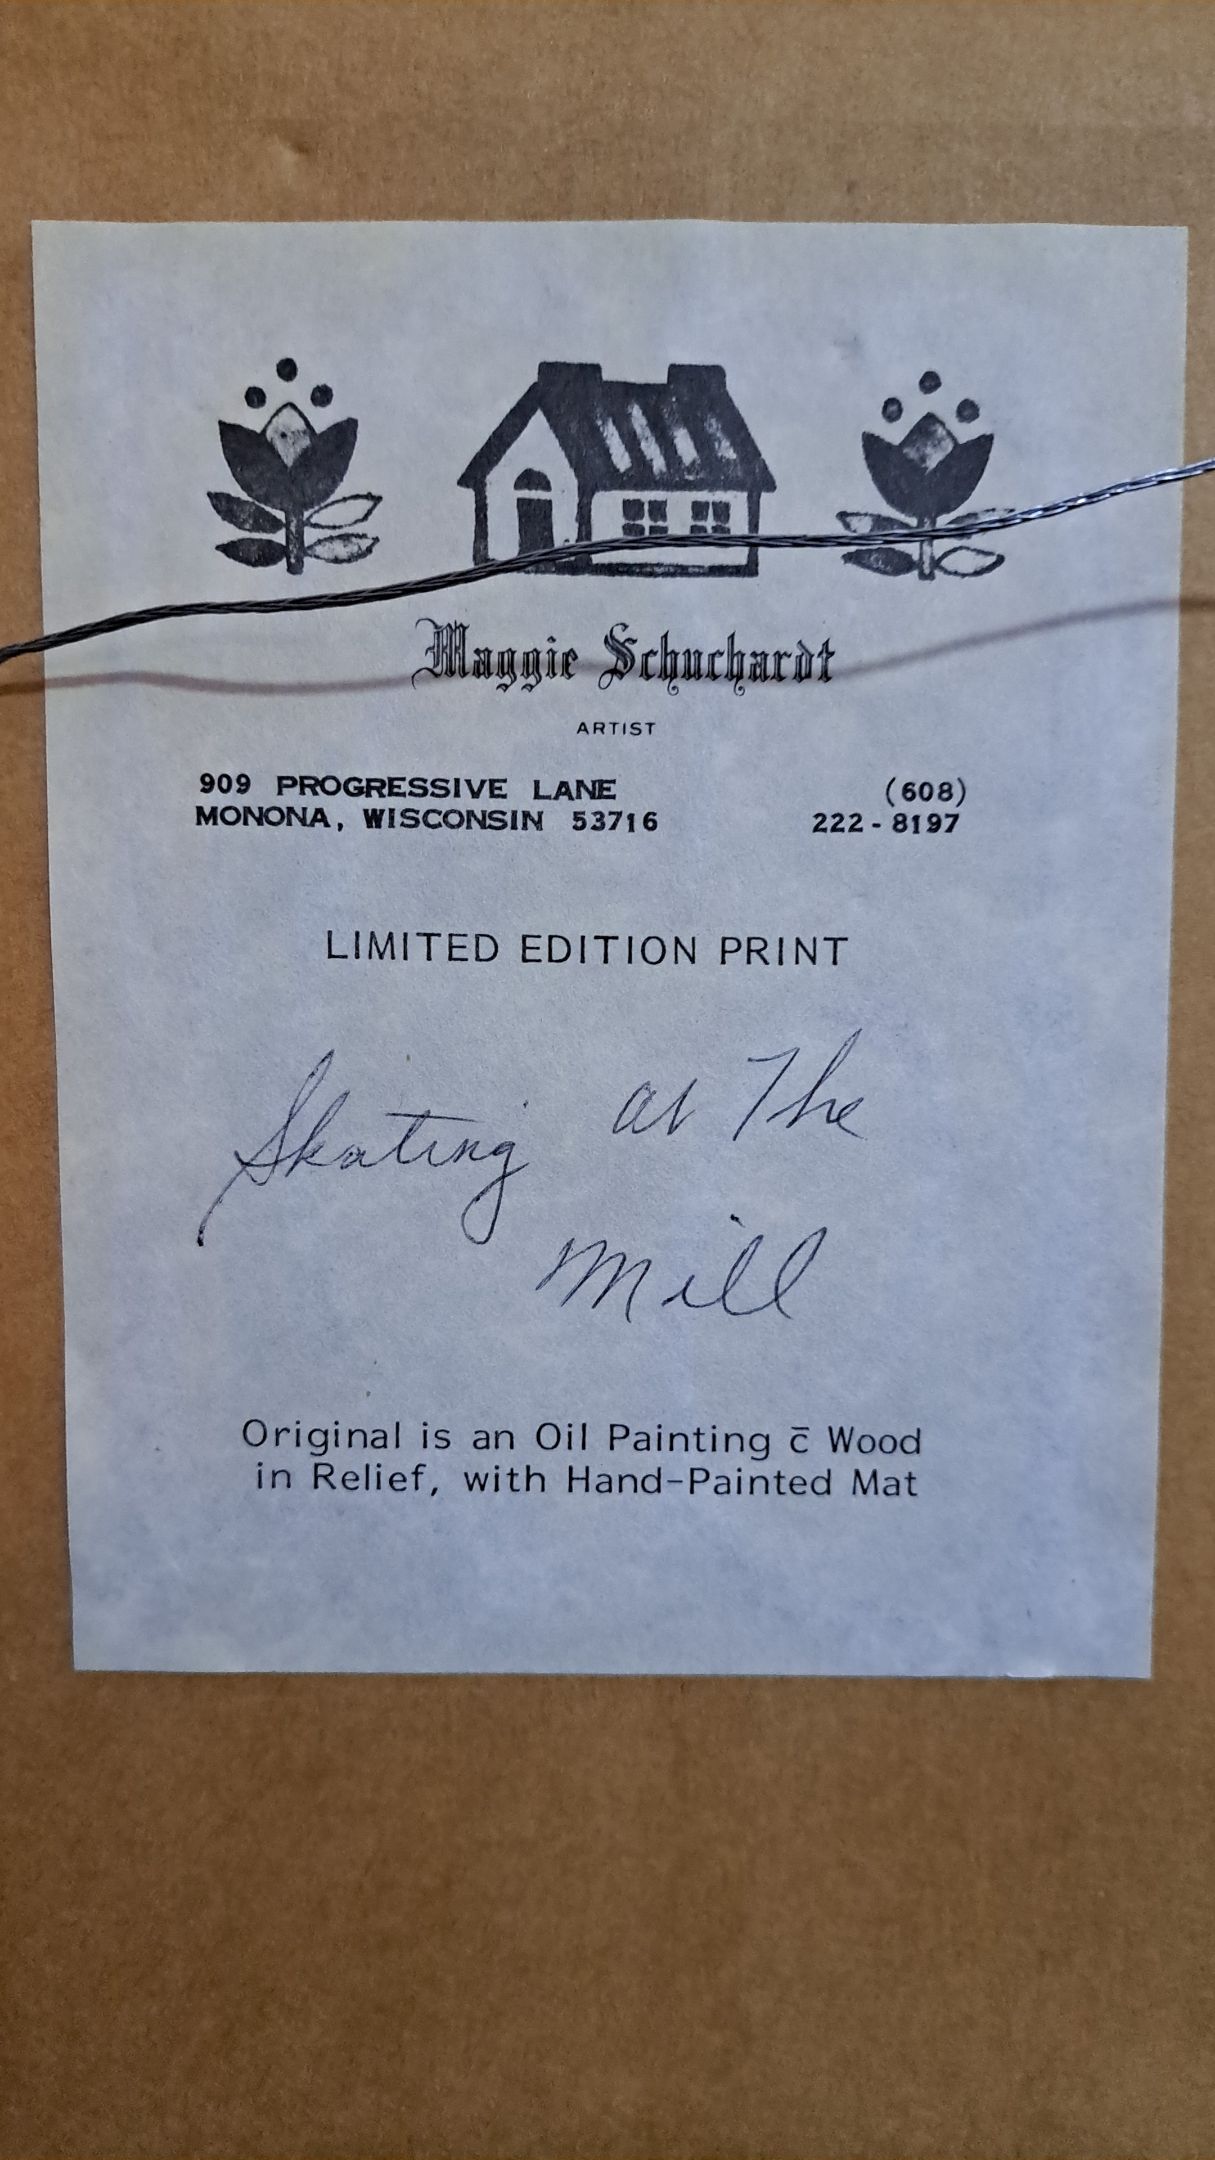 Maggie Schuchardt
ARTIST
909 PROGRESSIVE LANE (608)
MONONA, WISCONSIN 53716 222-8197
LIMITED EDITION PRINT
Skating at The
Mill
Original is an Oil Painting c̄ Wood
in Relief, with Hand-Painted Mat